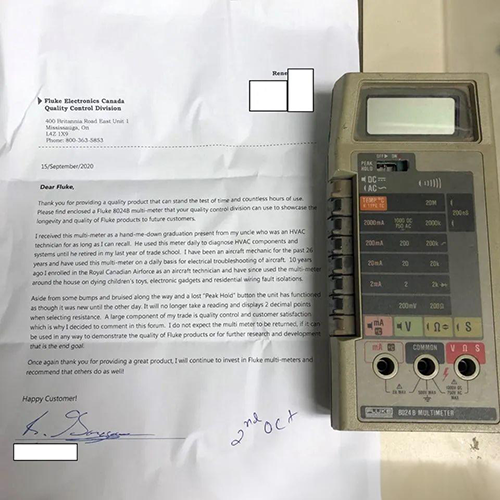 Rene
Fluke Electronics Canada
Quality Control Division
400 Britannia Road East Unit 1
Mississauga, On
L4Z 1X9
Phone: 800-363-5853
15/September/2020
Dear Fluke,
Thank you for providing a quality product that can stand the test of time and countless hours of use.
Please find enclosed a Fluke 8024B multi-meter that your quality control division can use to showcase the
longevity and quality of Fluke products to future customers.
I received this multi-meter as a hand-me-down graduation present from my uncle who was an HVAC
technician for as long as I can recall. He used this meter daily to diagnose HVAC components and
systems until he retired in my last year of trade school. I have been an aircraft mechanic for the past 26
years and have used this multi-meter on a daily basis for electrical troubleshooting of aircraft. 10 years
ago I enrolled in the Royal Canadian Airforce as an aircraft technician and have since used the multi-meter
around the house on dying children's toys, electronic gadgets and residential wiring fault isolations.
Aside from some bumps and bruised along the way and a lost "Peak Hold" button the unit has functioned
as though it was new until the other day. It will no longer take a reading and displays 2 decimal points
when selecting resistance. A large component of my trade is quality control and customer satisfaction
which is why I decided to comment in this forum. I do not expect the multi meter to be returned, if it can
be used in any way to demonstrate the quality of Fluke products or for further research and development
that is the end goal.
Once again thank you for providing a great product, I will continue to invest in Fluke multi-meters and
recommend that others do as well!
Happy Customer!
2nd OCT
OFF ON
PEAK
HOLD
DC
AC
TEMP °C
K TYPE TC
20M
200nS
2000mA
1000 DC
750 AC
2000k
200mA
200
200k
20mA
20
20k
2mA
2
2k
200mV
200Ω
mA
V
Ω
S
mA
COMMON
V Ω S
2A MAX
FLUKE
8024B MULTIMETER